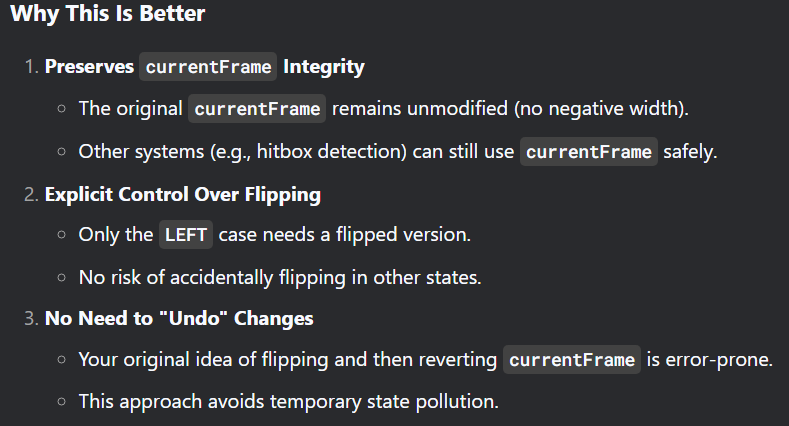 Why This Is Better
1. Preserves currentFrame Integrity
○ The original currentFrame remains unmodified (no negative width).
○ Other systems (e.g., hitbox detection) can still use currentFrame safely.
2. Explicit Control Over Flipping
○ Only the LEFT case needs a flipped version.
○ No risk of accidentally flipping in other states.
3. No Need to "Undo" Changes
○ Your original idea of flipping and then reverting currentFrame is error-prone.
○ This approach avoids temporary state pollution.